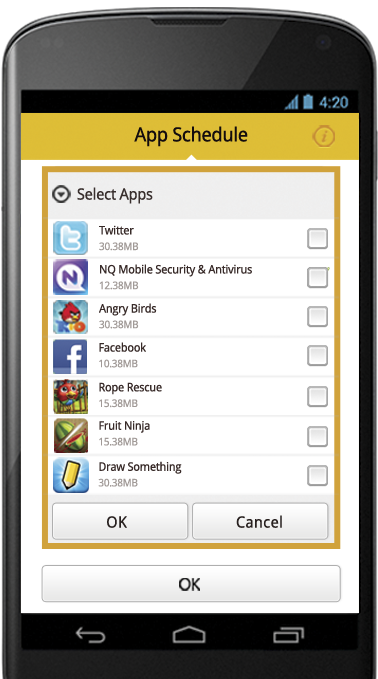 4:20
App Schedule
i
Select Apps
Twitter
30.38MB
NQ Mobile Security & Antivirus
12.38MB
Angry Birds
30.38MB
Facebook
10.38MB
Rope Rescue
15.38MB
Fruit Ninja
15.38MB
Draw Something
30.38MB
OK
Cancel
OK